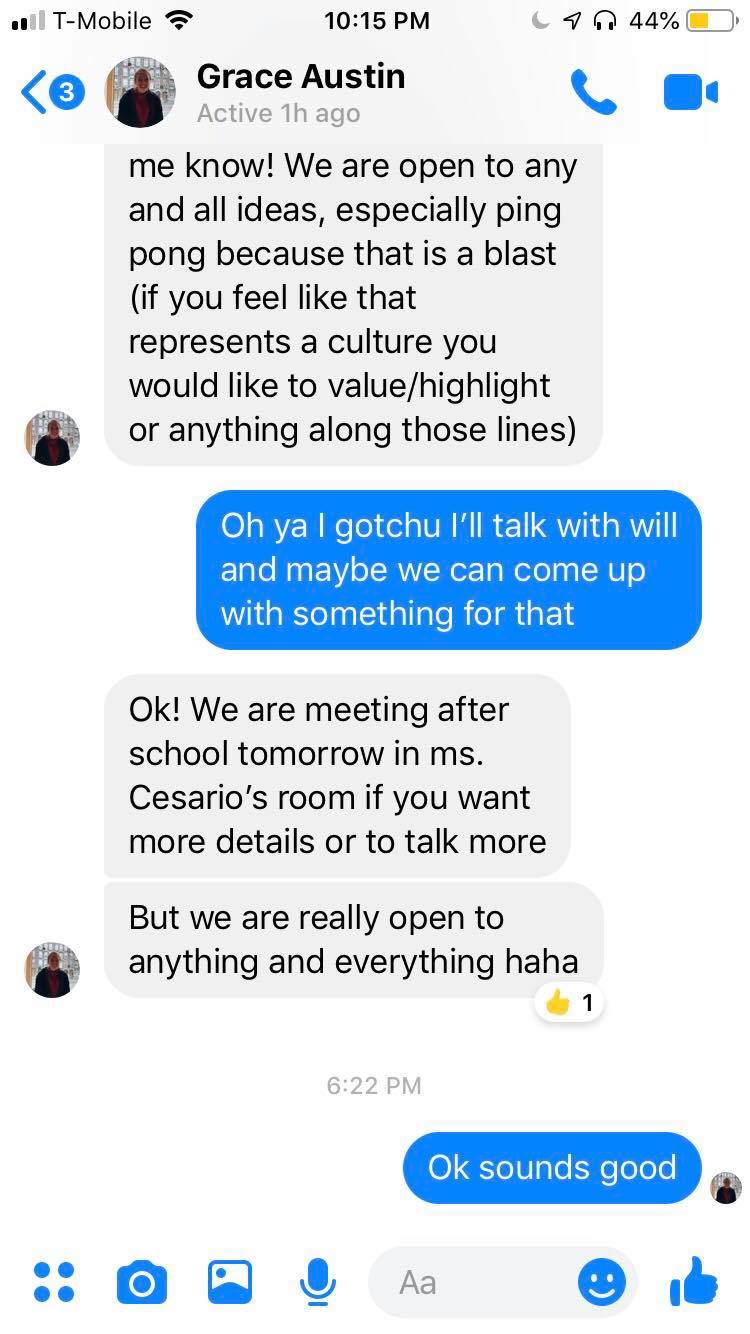 T-Mobile 10:15 PM 44%
3 Grace Austin
Active 1h ago
me know! We are open to any
and all ideas, especially ping
pong because that is a blast
(if you feel like that
represents a culture you
would like to value/highlight
or anything along those lines)
Oh ya I gotchu I’ll talk with will
and maybe we can come up
with something for that
Ok! We are meeting after
school tomorrow in ms.
Cesario’s room if you want
more details or to talk more
But we are really open to
anything and everything haha
👍 1
6:22 PM
Ok sounds good
Aa